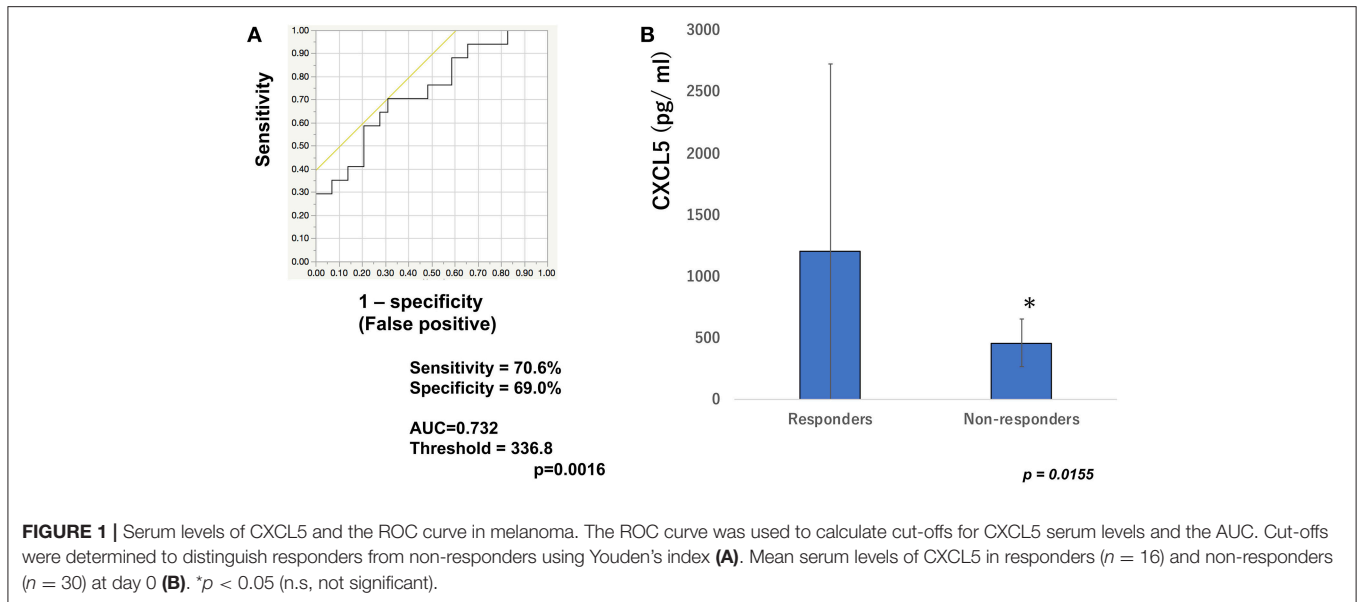 A
1.00
0.90
0.80
0.70
0.60
0.50
0.40
0.30
0.20
0.10
0.00
Sensitivity
0.00 0.10 0.20 0.30 0.40 0.50 0.60 0.70 0.80 0.90 1.00
1 – specificity
(False positive)
Sensitivity = 70.6%
Specificity = 69.0%
AUC=0.732
Threshold = 336.8
p=0.0016
B
CXCL5 (pg/ ml)
3000
2500
2000
1500
1000
500
0
*
Responders Non-responders
p = 0.0155
FIGURE 1 | Serum levels of CXCL5 and the ROC curve in melanoma. The ROC curve was used to calculate cut-offs for CXCL5 serum levels and the AUC. Cut-offs
were determined to distinguish responders from non-responders using Youden's index (A). Mean serum levels of CXCL5 in responders (n = 16) and non-responders
(n = 30) at day 0 (B). *p < 0.05 (n.s, not significant).